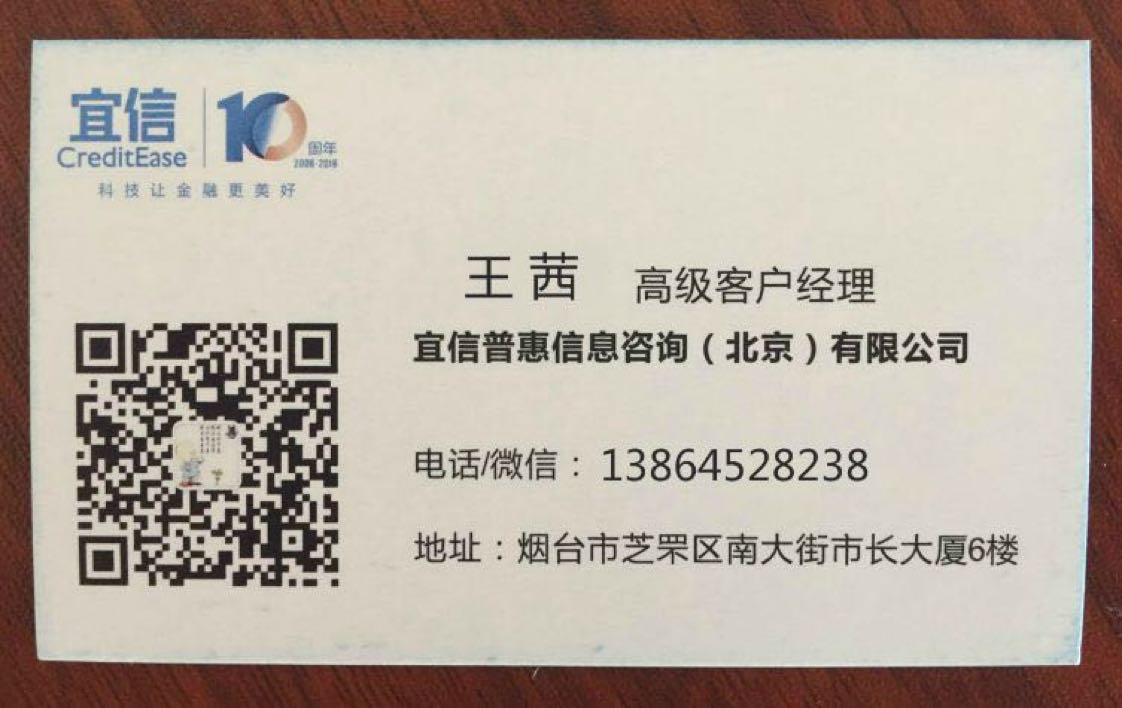 宜信
CreditEase
10
周年
2006-2016
科技让金融更美好
王茜 高级客户经理
宜信普惠信息咨询（北京）有限公司
电话/微信：13864528238
地址：烟台市芝罘区南大街市长大厦6楼